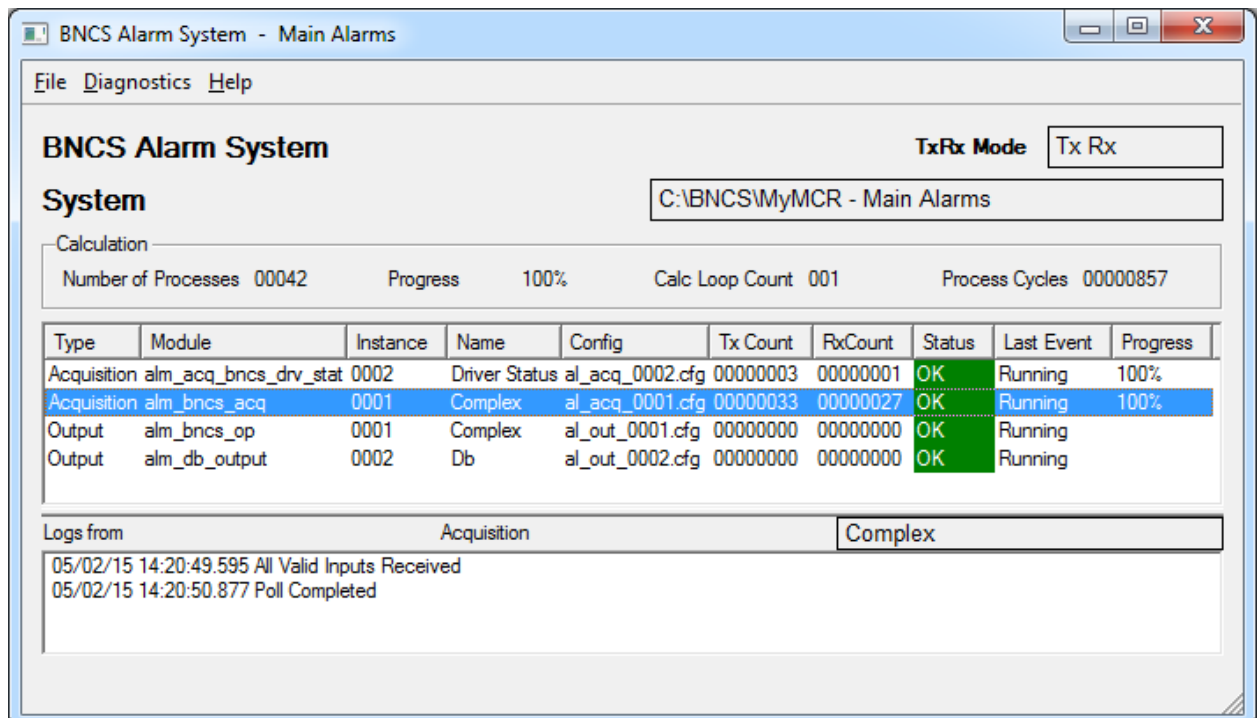 BNCS Alarm System - Main Alarms
File Diagnostics Help
BNCS Alarm System TxRx Mode Tx Rx
System C:\BNCS\MyMCR - Main Alarms
Calculation
Number of Processes 00042 Progress 100% Calc Loop Count 001 Process Cycles 00000857
Type Module Instance Name Config Tx Count RxCount Status Last Event Progress
Acquisition alm_acq_bncs_drv_stat 0002 Driver Status al_acq_0002.cfg 00000003 00000001 OK Running 100%
Acquisition alm_bncs_acq 0001 Complex al_acq_0001.cfg 00000033 00000027 OK Running 100%
Output alm_bncs_op 0001 Complex al_out_0001.cfg 00000000 00000000 OK Running
Output alm_db_output 0002 Db al_out_0002.cfg 00000000 00000000 OK Running
Logs from Acquisition Complex
05/02/15 14:20:49.595 All Valid Inputs Received
05/02/15 14:20:50.877 Poll Completed